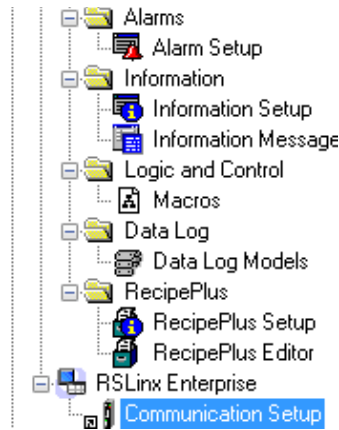 Alarms
Alarm Setup
Information
Information Setup
Information Message
Logic and Control
Macros
Data Log
Data Log Models
RecipePlus
RecipePlus Setup
RecipePlus Editor
RSLinx Enterprise
Communication Setup